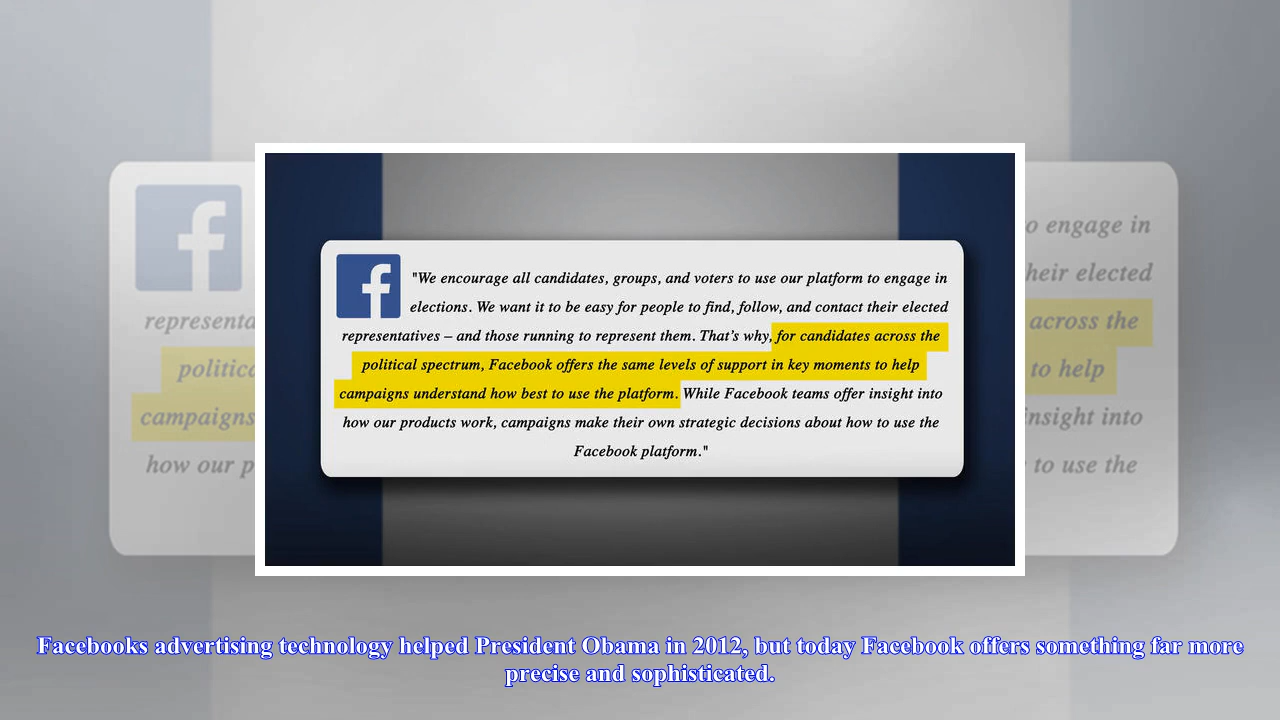 "We encourage all candidates, groups, and voters to use our platform to engage in
elections. We want it to be easy for people to find, follow, and contact their elected
representatives – and those running to represent them. That's why, for candidates across the
political spectrum, Facebook offers the same levels of support in key moments to help
campaigns understand how best to use the platform. While Facebook teams offer insight into
how our products work, campaigns make their own strategic decisions about how to use the
Facebook platform."
Facebooks advertising technology helped President Obama in 2012, but today Facebook offers something far more
precise and sophisticated.